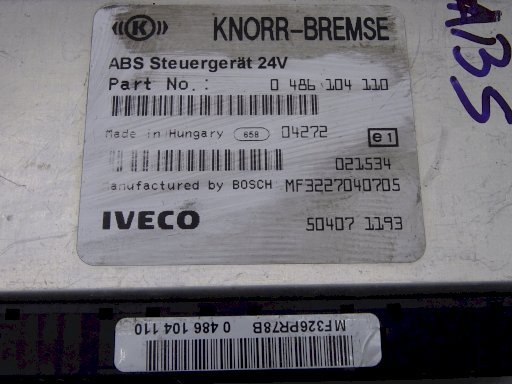 K KNORR-BREMSE
ABS Steuergerät 24V
Part No.: 0 486 104 110
Made in Hungary 658 04272 e1
021534
anufactured by BOSCH MF3227040705
IVECO 50407 1193
MF326PR78B 0 486 104 110
ABS